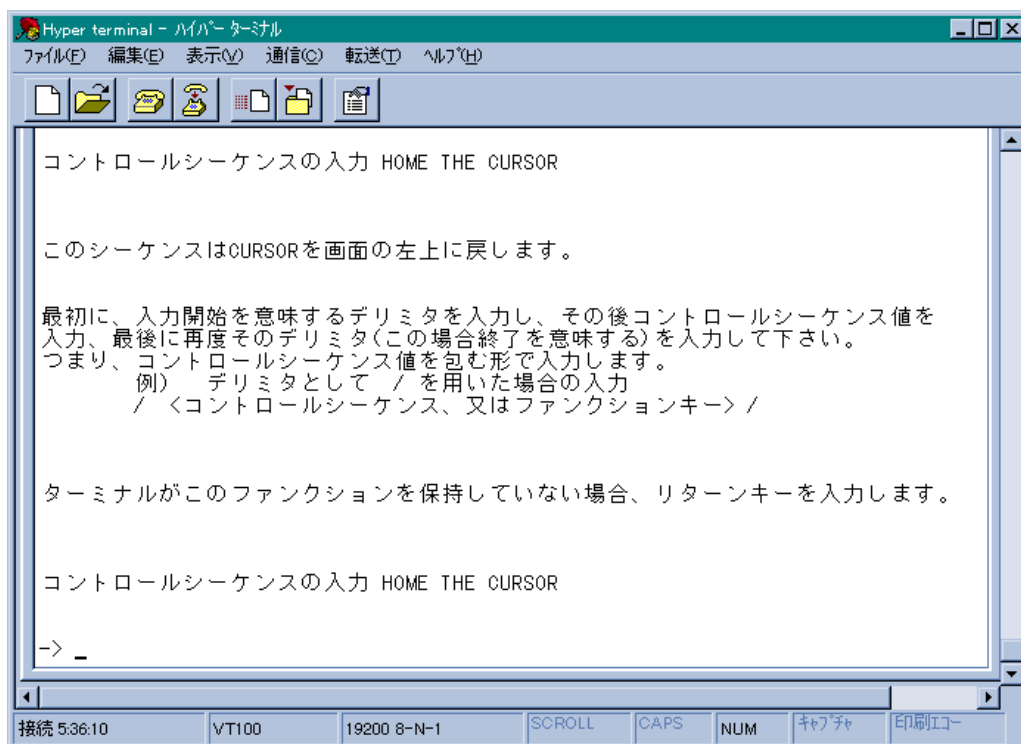 Hyper terminal - ﾊｲﾊﾟｰ ﾀｰﾐﾅﾙ
ﾌｧｲﾙ(F) 編集(E) 表示(V) 通信(C) 転送(T) ﾍﾙﾌﾟ(H)
コントロールシーケンスの入力 HOME THE CURSOR
このシーケンスはCURSORを画面の左上に戻します。
最初に、入力開始を意味するデリミタを入力し、その後コントロールシーケンス値を
入力、最後に再度そのデリミタ(この場合終了を意味する)を入力して下さい。
つまり、コントロールシーケンス値を包む形で入力します。
例) デリミタとして / を用いた場合の入力
/ <コントロールシーケンス、又はファンクションキー> /
ターミナルがこのファンクションを保持していない場合、リターンキーを入力します。
コントロールシーケンスの入力 HOME THE CURSOR
-> _
接続 5:36:10 VT100 19200 8-N-1 SCROLL CAPS NUM ｷｬﾌﾟﾁｬ 印刷ｴｺｰ